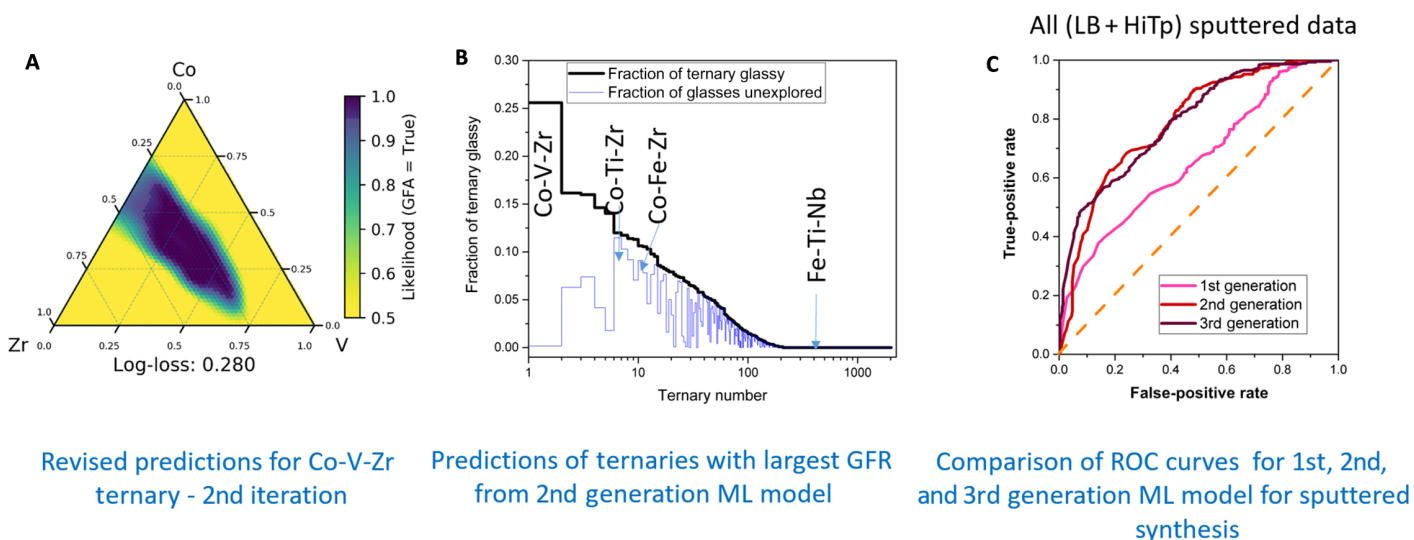 A
Co
0.0
1.0
0.25
0.75
0.5
0.5
0.75
0.25
1.0
0.0
Zr
0.0
0.25
0.5
0.75
1.0
V
Log-loss: 0.280
1.0
0.9
0.8
0.7
0.6
0.5
Likelihood (GFA = True)
Revised predictions for Co-V-Zr
ternary - 2nd iteration
B
Fraction of ternary glassy
Fraction of glasses unexplored
0.30
0.25
0.20
0.15
0.10
0.05
0.00
Fraction of ternary glassy
Co-V-Zr
Co-Ti-Zr
Co-Fe-Zr
Fe-Ti-Nb
1
10
100
1000
Ternary number
Predictions of ternaries with largest GFR
from 2nd generation ML model
All (LB + HiTp) sputtered data
C
1.0
0.8
0.6
0.4
0.2
0.0
True-positive rate
1st generation
2nd generation
3rd generation
0.0
0.2
0.4
0.6
0.8
1.0
False-positive rate
Comparison of ROC curves for 1st, 2nd,
and 3rd generation ML model for sputtered
synthesis